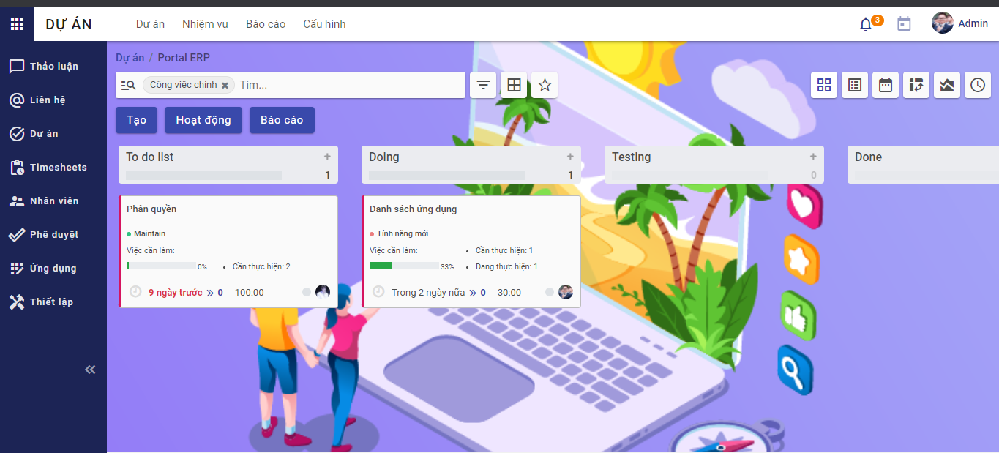 DỰ ÁN
Dự án
Nhiệm vụ
Báo cáo
Cấu hình
3
Admin
Thảo luận
Liên hệ
Dự án
Timesheets
Nhân viên
Phê duyệt
Ứng dụng
Thiết lập
Dự án / Portal ERP
Công việc chính × Tìm...
Tạo
Hoạt động
Báo cáo
To do list +
1
Phân quyền
Maintain
Việc cần làm:
0% • Cần thực hiện: 2
9 ngày trước 0 100:00
Doing +
1
Danh sách ứng dụng
Tính năng mới
Việc cần làm: • Cần thực hiện: 1
33% • Đang thực hiện: 1
Trong 2 ngày nữa 0 30:00
Testing +
0
Done